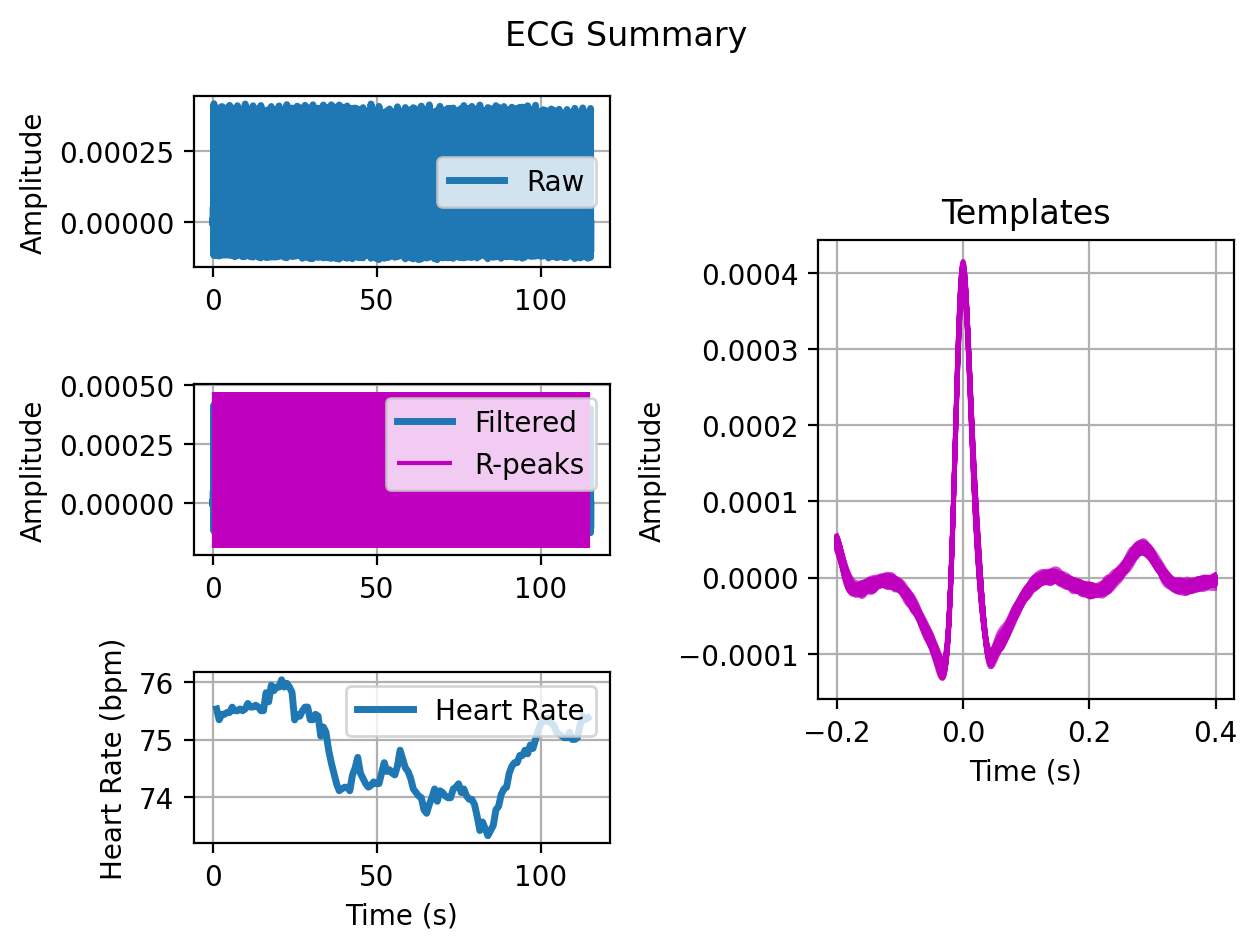 ECG Summary
Amplitude
0.00025
0.00000
Raw
0 50 100
Amplitude
0.00050
0.00025
0.00000
Filtered
R-peaks
0 50 100
Heart Rate (bpm)
76
75
74
Heart Rate
0 50 100
Time (s)
Templates
Amplitude
0.0004
0.0003
0.0002
0.0001
0.0000
−0.0001
−0.2 0.0 0.2 0.4
Time (s)